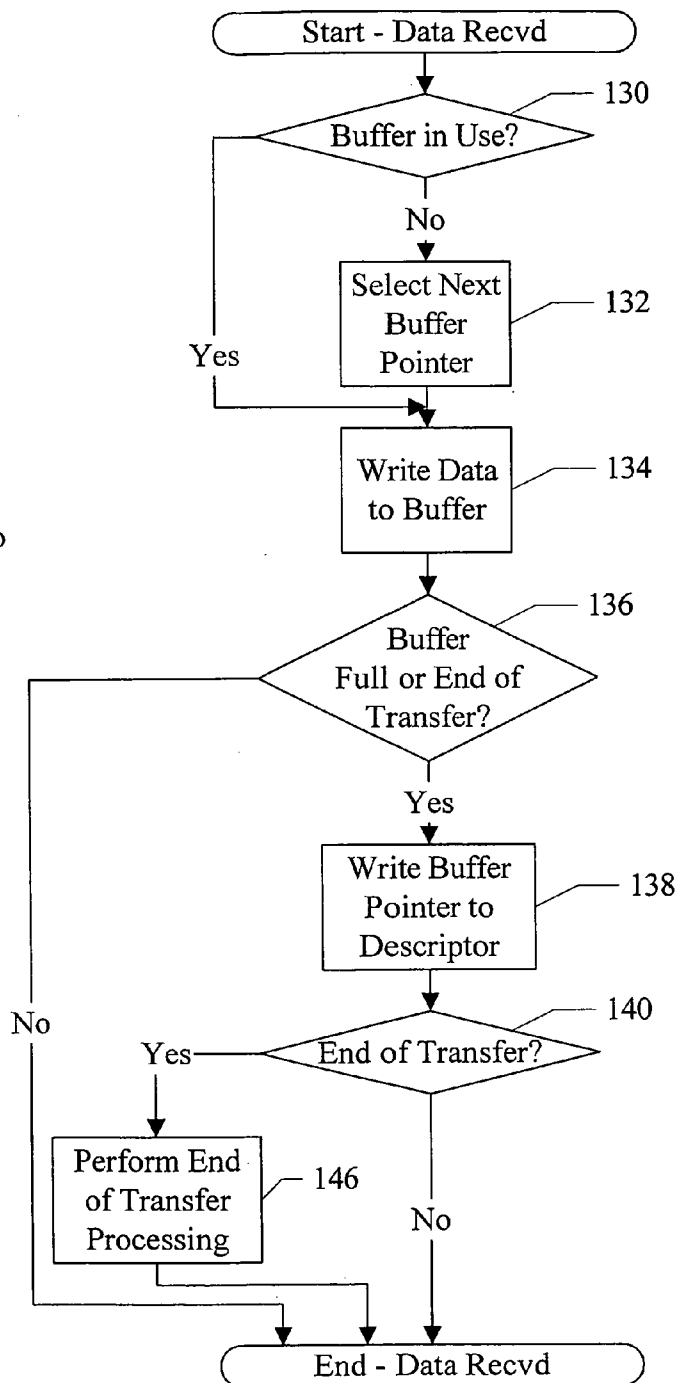 Start - Data Recvd
130
Buffer in Use?
No
Select Next
Buffer
Pointer
132
Yes
Write Data
to Buffer
134
136
Buffer
Full or End of
Transfer?
Yes
Write Buffer
Pointer to
Descriptor
138
No
140
Yes
End of Transfer?
Perform End
of Transfer
Processing
146
No
End - Data Recvd